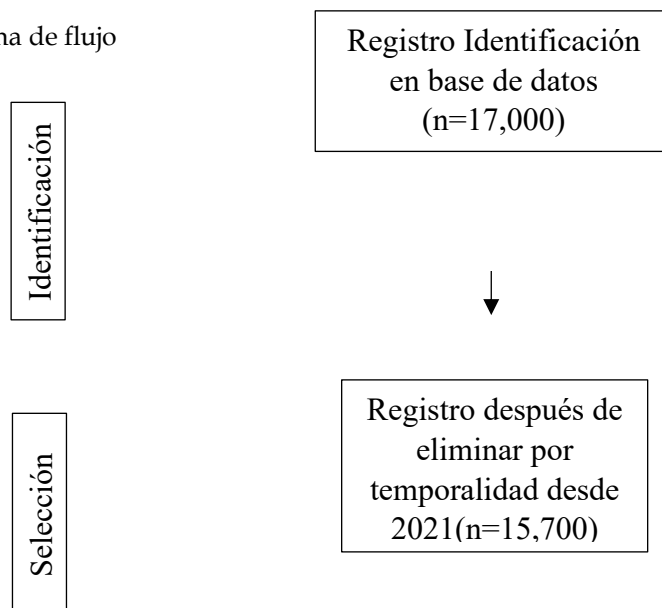 de flujo
Registro Identificación
en base de datos
(n=17,000)
Identificación
Registro después de
eliminar por
temporalidad desde
2021(n=15,700)
Selección